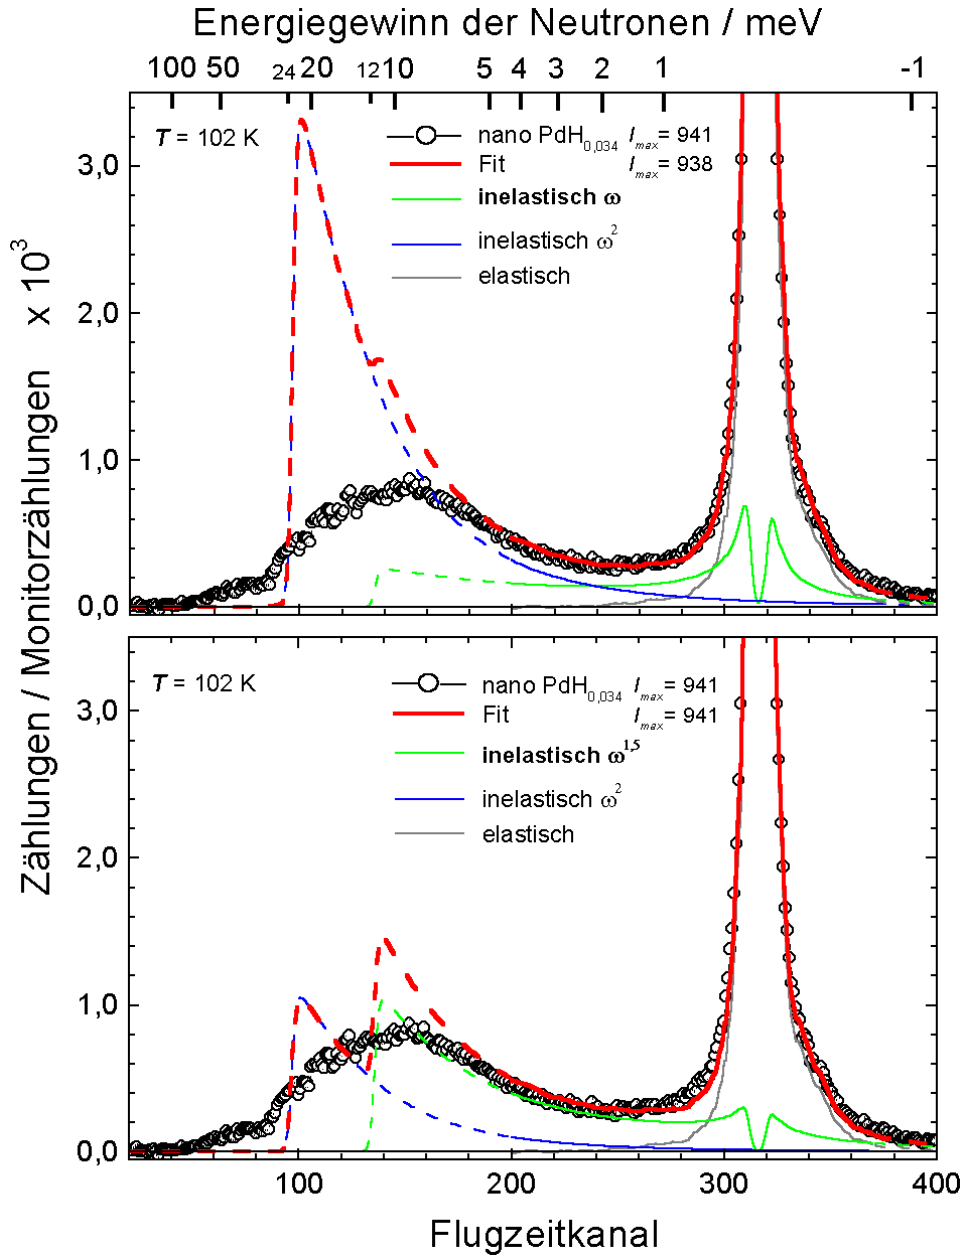 Energiegewinn der Neutronen / meV
100 50 24 20 12 10 5 4 3 2 1 -1
T = 102 K
nano PdH0,034 Imax = 941
Fit Imax = 938
inelastisch ω
inelastisch ω²
elastisch
3,0
2,0
1,0
0,0
Zählungen / Monitorzählungen x 10³
T = 102 K
nano PdH0,034 Imax = 941
Fit Imax = 941
inelastisch ω1,5
inelastisch ω²
elastisch
3,0
2,0
1,0
0,0
100 200 300 400
Flugzeitkanal